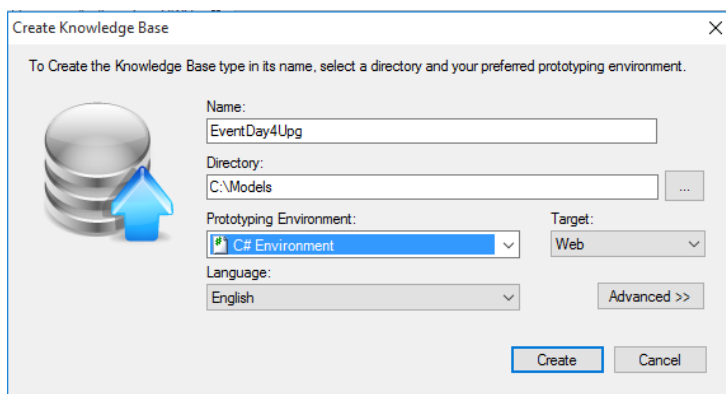 Create Knowledge Base
To Create the Knowledge Base type in its name, select a directory and your preferred prototyping environment.
Name:
EventDay4Upg
Directory:
C:\Models
...
Prototyping Environment:
Target:
C# Environment
Web
Language:
English
Advanced >>
Create
Cancel